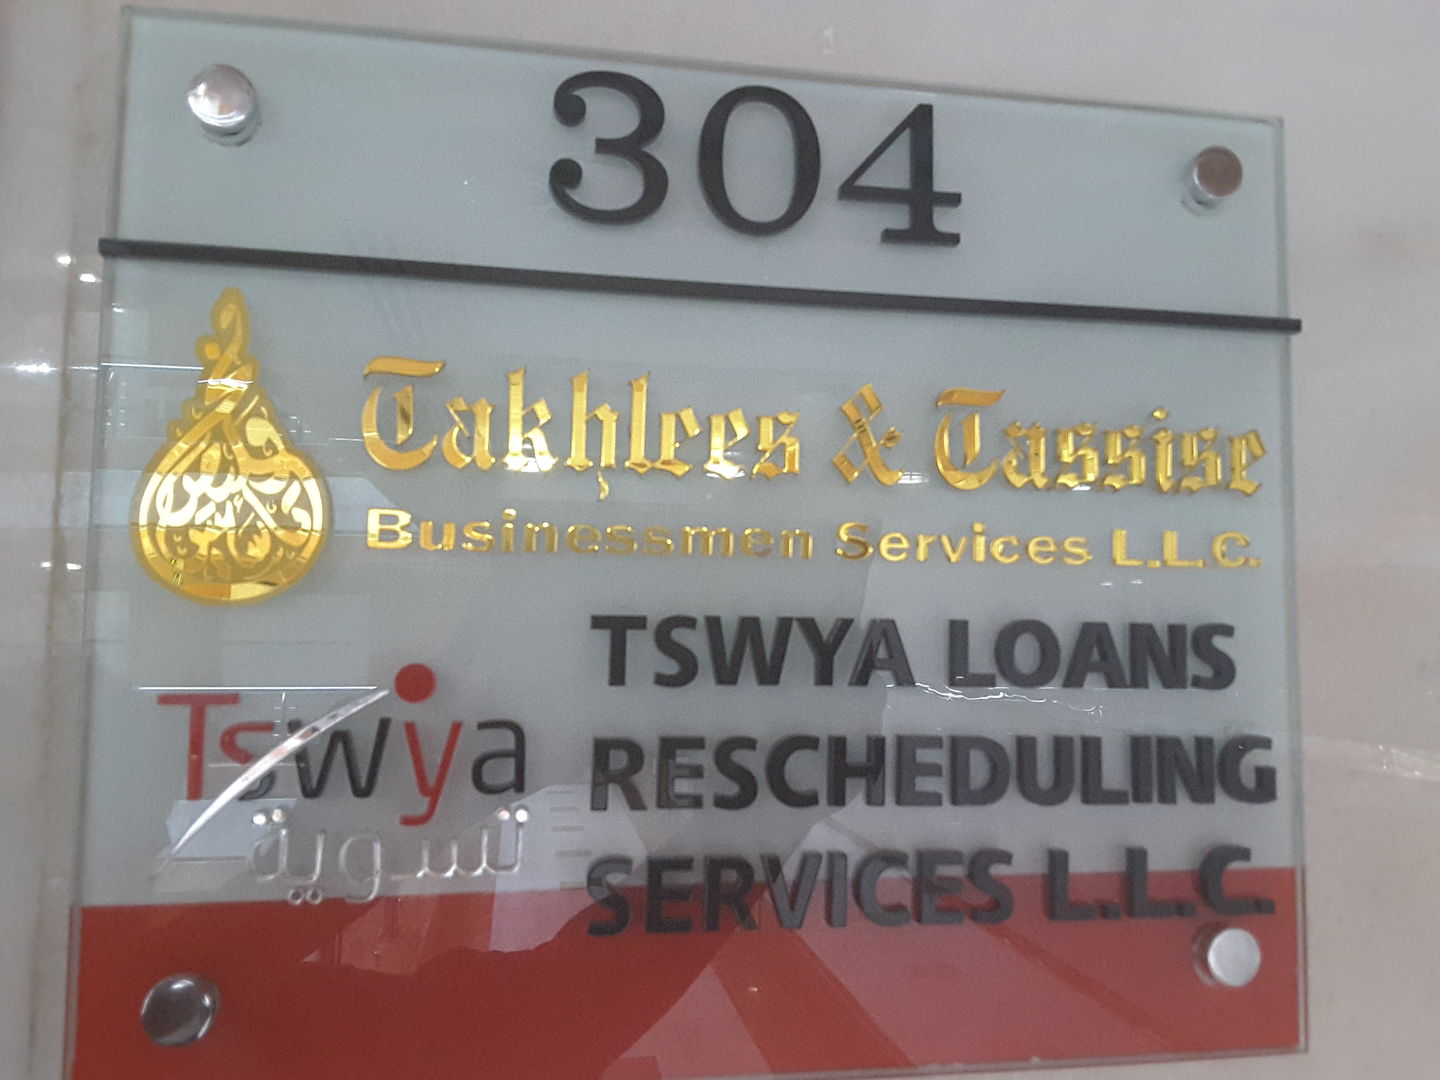 304
Takhlees & Tassise
Businessmen Services L.L.C.
TSWYA LOANS
RESCHEDULING
SERVICES L.L.C.
Tswya
تسوية